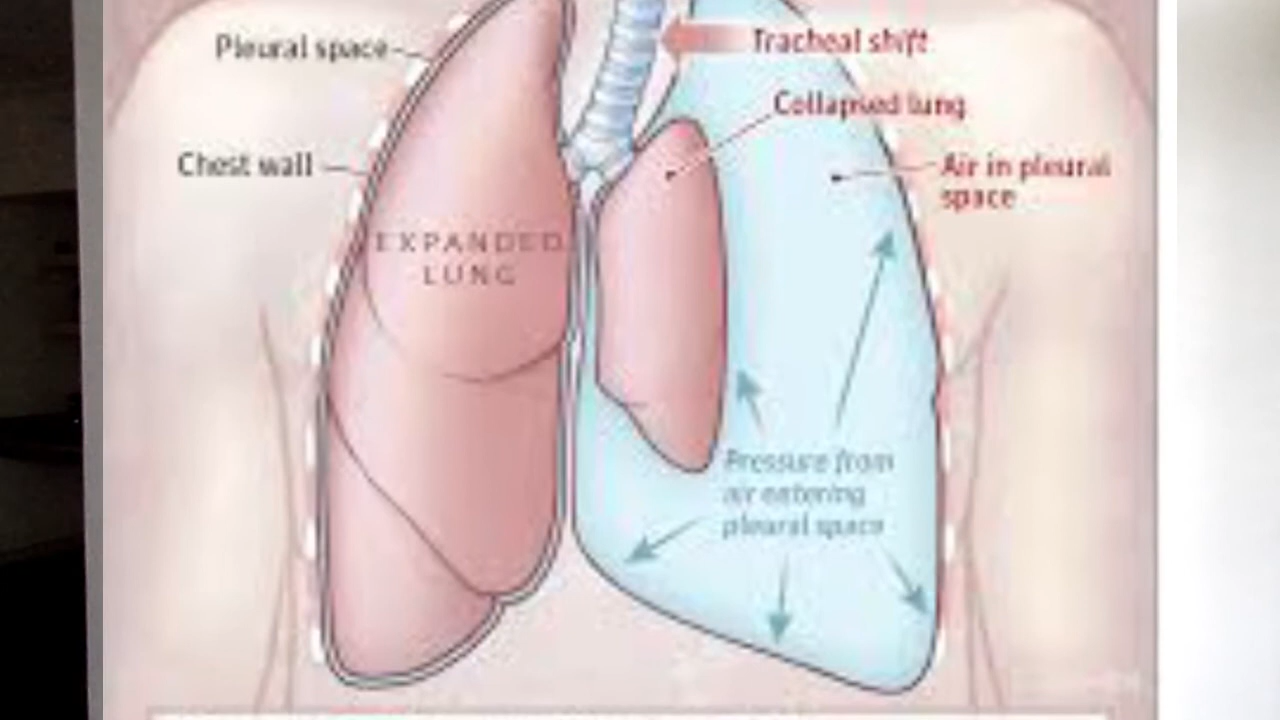 Pleural space
Tracheal shift
Collapsed lung
Chest wall
Air in pleural
space
EXPANDED
LUNG
Pressure from
air entering
pleural space